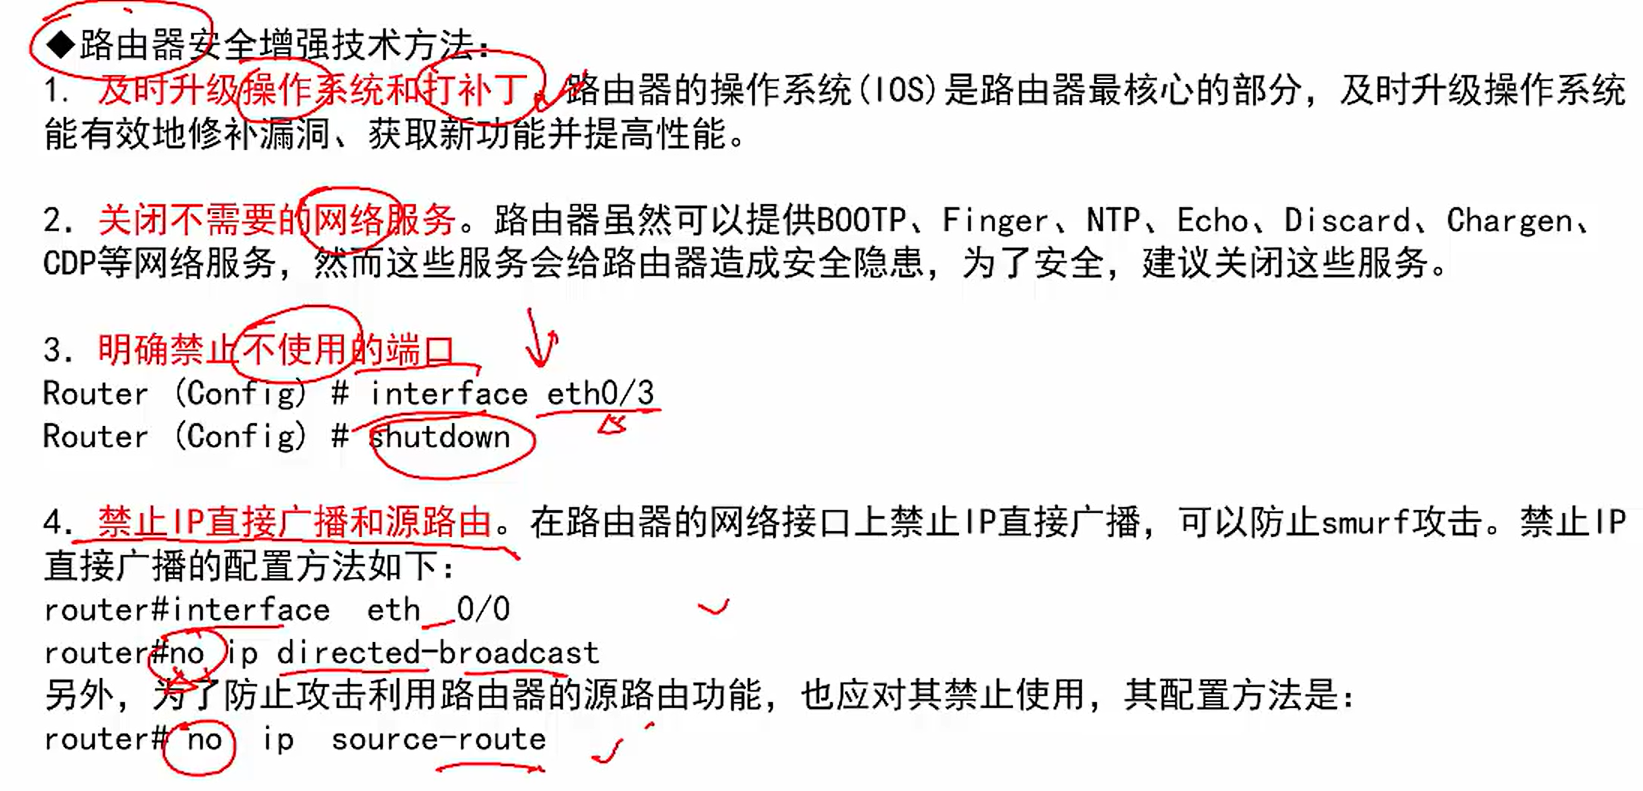 ◆路由器安全增强技术方法：
1. 及时升级操作系统和打补丁。路由器的操作系统(IOS)是路由器最核心的部分，及时升级操作系统
能有效地修补漏洞、获取新功能并提高性能。
2. 关闭不需要的网络服务。路由器虽然可以提供BOOTP、Finger、NTP、Echo、Discard、Chargen、
CDP等网络服务，然而这些服务会给路由器造成安全隐患，为了安全，建议关闭这些服务。
3. 明确禁止不使用的端口
Router (Config) # interface eth0/3
Router (Config) # shutdown
4. 禁止IP直接广播和源路由。在路由器的网络接口上禁止IP直接广播，可以防止smurf攻击。禁止IP
直接广播的配置方法如下：
router#interface eth 0/0
router#no ip directed-broadcast
另外，为了防止攻击利用路由器的源路由功能，也应对其禁止使用，其配置方法是：
router# no ip source-route